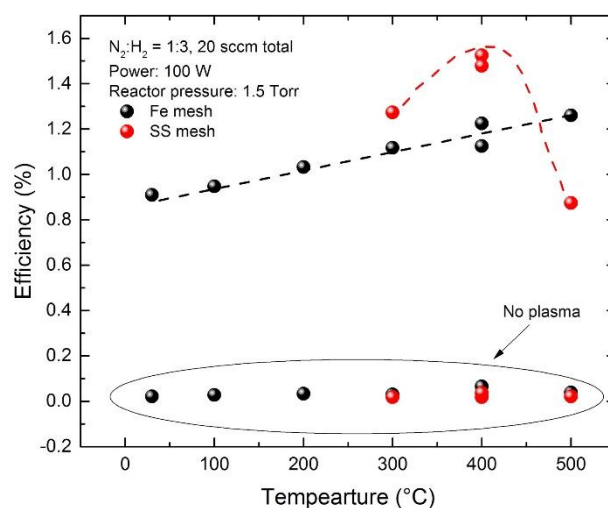 N₂:H₂ = 1:3, 20 sccm total
Power: 100 W
Reactor pressure: 1.5 Torr
Fe mesh
SS mesh
No plasma
Efficiency (%)
1.6
1.4
1.2
1.0
0.8
0.6
0.4
0.2
0.0
-0.2
0 100 200 300 400 500
Tempearture (°C)